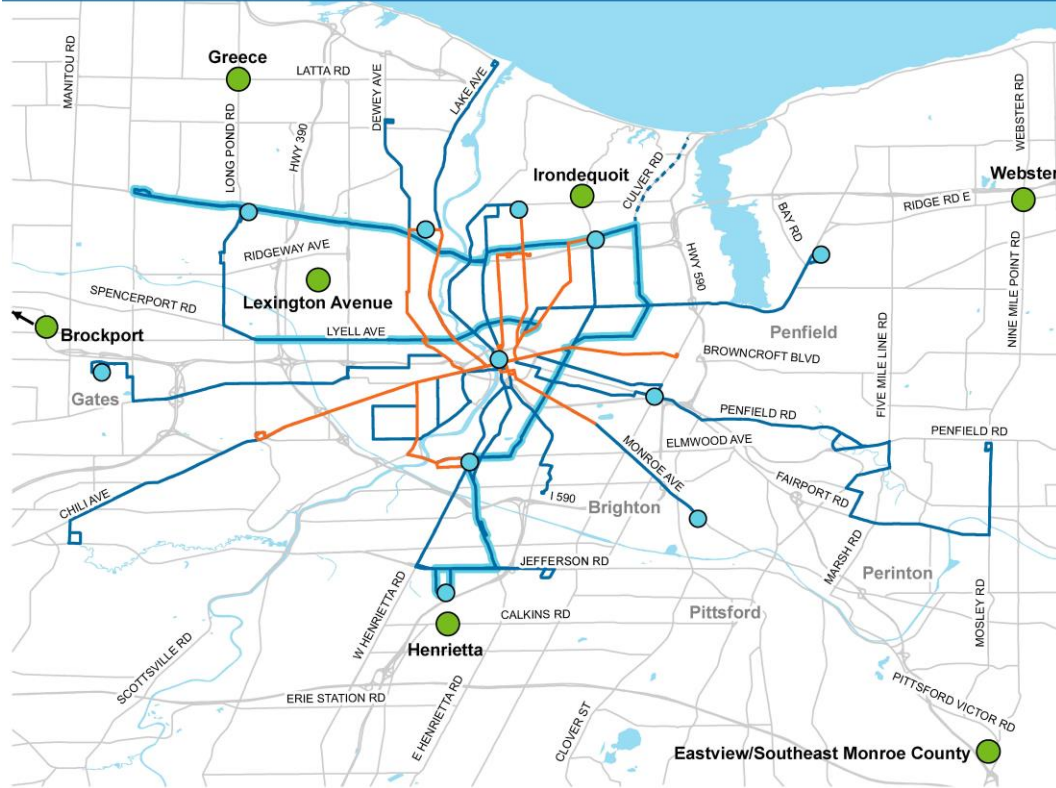 MANITOU RD
Greece
LATTA RD
LONG POND RD
HWY 390
DEWEY AVE
LAKE AVE
WEBSTER RD
Irondequoit
CULVER RD
Webster
RIDGE RD E
BAY RD
RIDGEWAY AVE
HWY 590
NINE MILE POINT RD
Lexington Avenue
SPENCERPORT RD
Brockport
LYELL AVE
Penfield
FIVE MILE LINE RD
BROWNCROFT BLVD
Gates
PENFIELD RD
PENFIELD RD
ELMWOOD AVE
MONROE AVE
FAIRPORT RD
CHILI AVE
I 590
Brighton
JEFFERSON RD
MARSH RD
Perinton
W HENRIETTA RD
CALKINS RD
Pittsford
MOSLEY RD
Henrietta
SCOTTSVILLE RD
ERIE STATION RD
E HENRIETTA RD
CLOVER ST
PITTSFORD VICTOR RD
Eastview/Southeast Monroe County